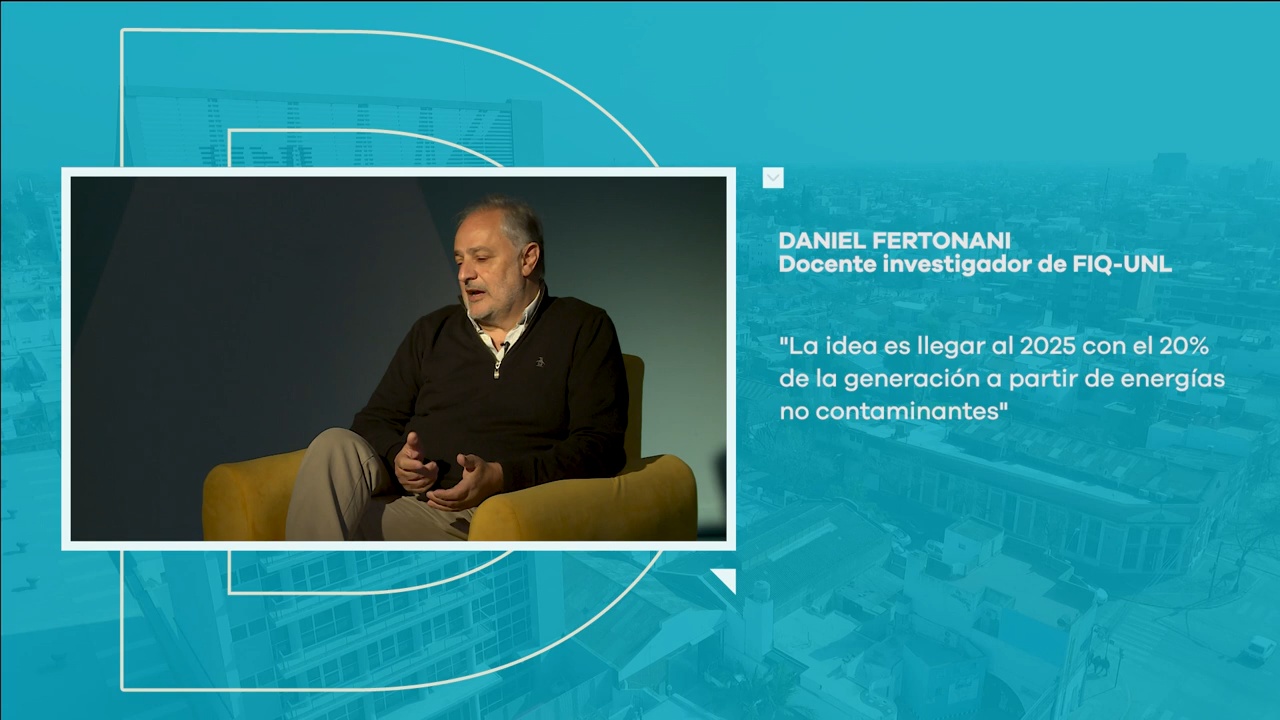 DANIEL FERTONANI
Docente investigador de FIQ-UNL
"La idea es llegar al 2025 con el 20%
de la generación a partir de energías
no contaminantes"